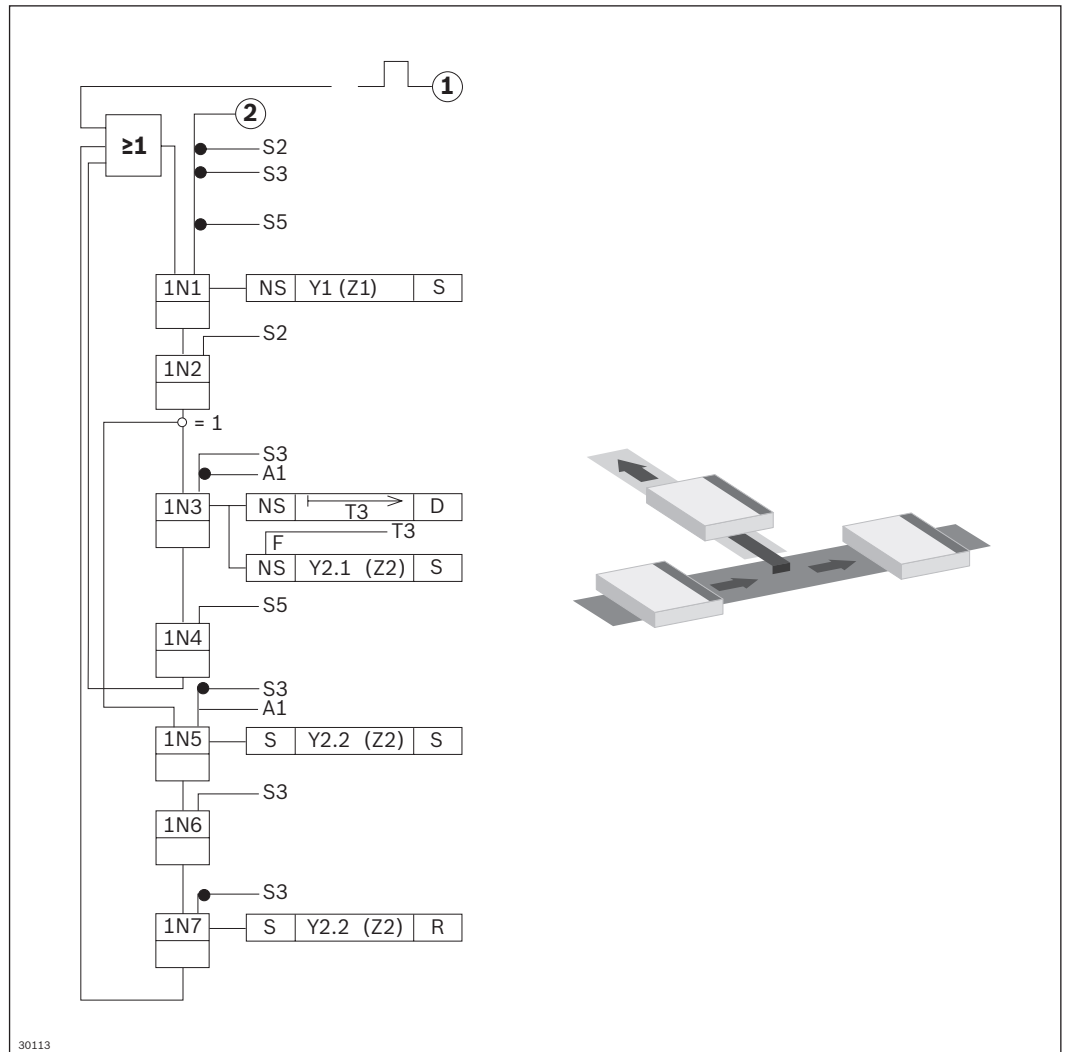 1
2
≥1
S2
S3
S5
1N1 NS Y1 (Z1) S
S2
1N2
= 1
S3
A1
1N3 NS T3 D
T3
F
NS Y2.1 (Z2) S
S5
1N4
S3
A1
1N5 S Y2.2 (Z2) S
S3
1N6
S3
1N7 S Y2.2 (Z2) R
30113